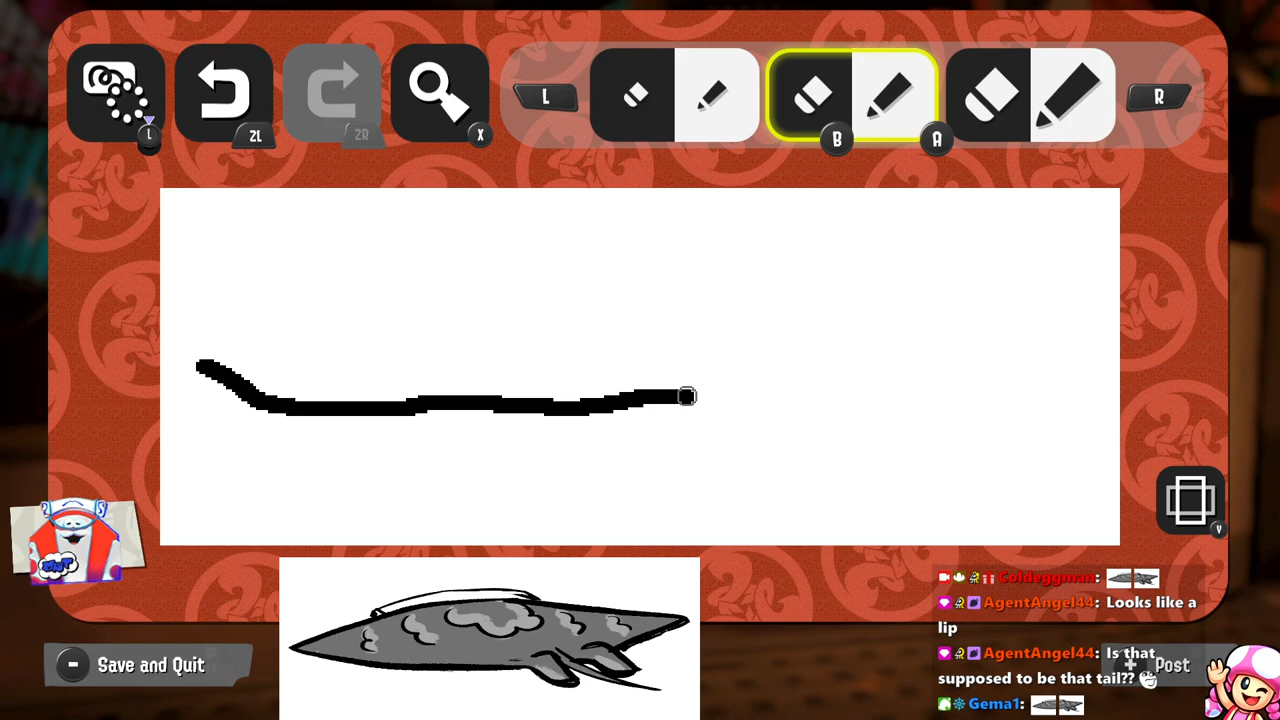 L
ZL
ZR
X
L
B
A
R
Y
Coldeggman:
AgentAngel44: Looks like a
lip
AgentAngel44: Is that
supposed to be that tail??
Gema1:
- Save and Quit
+ Post